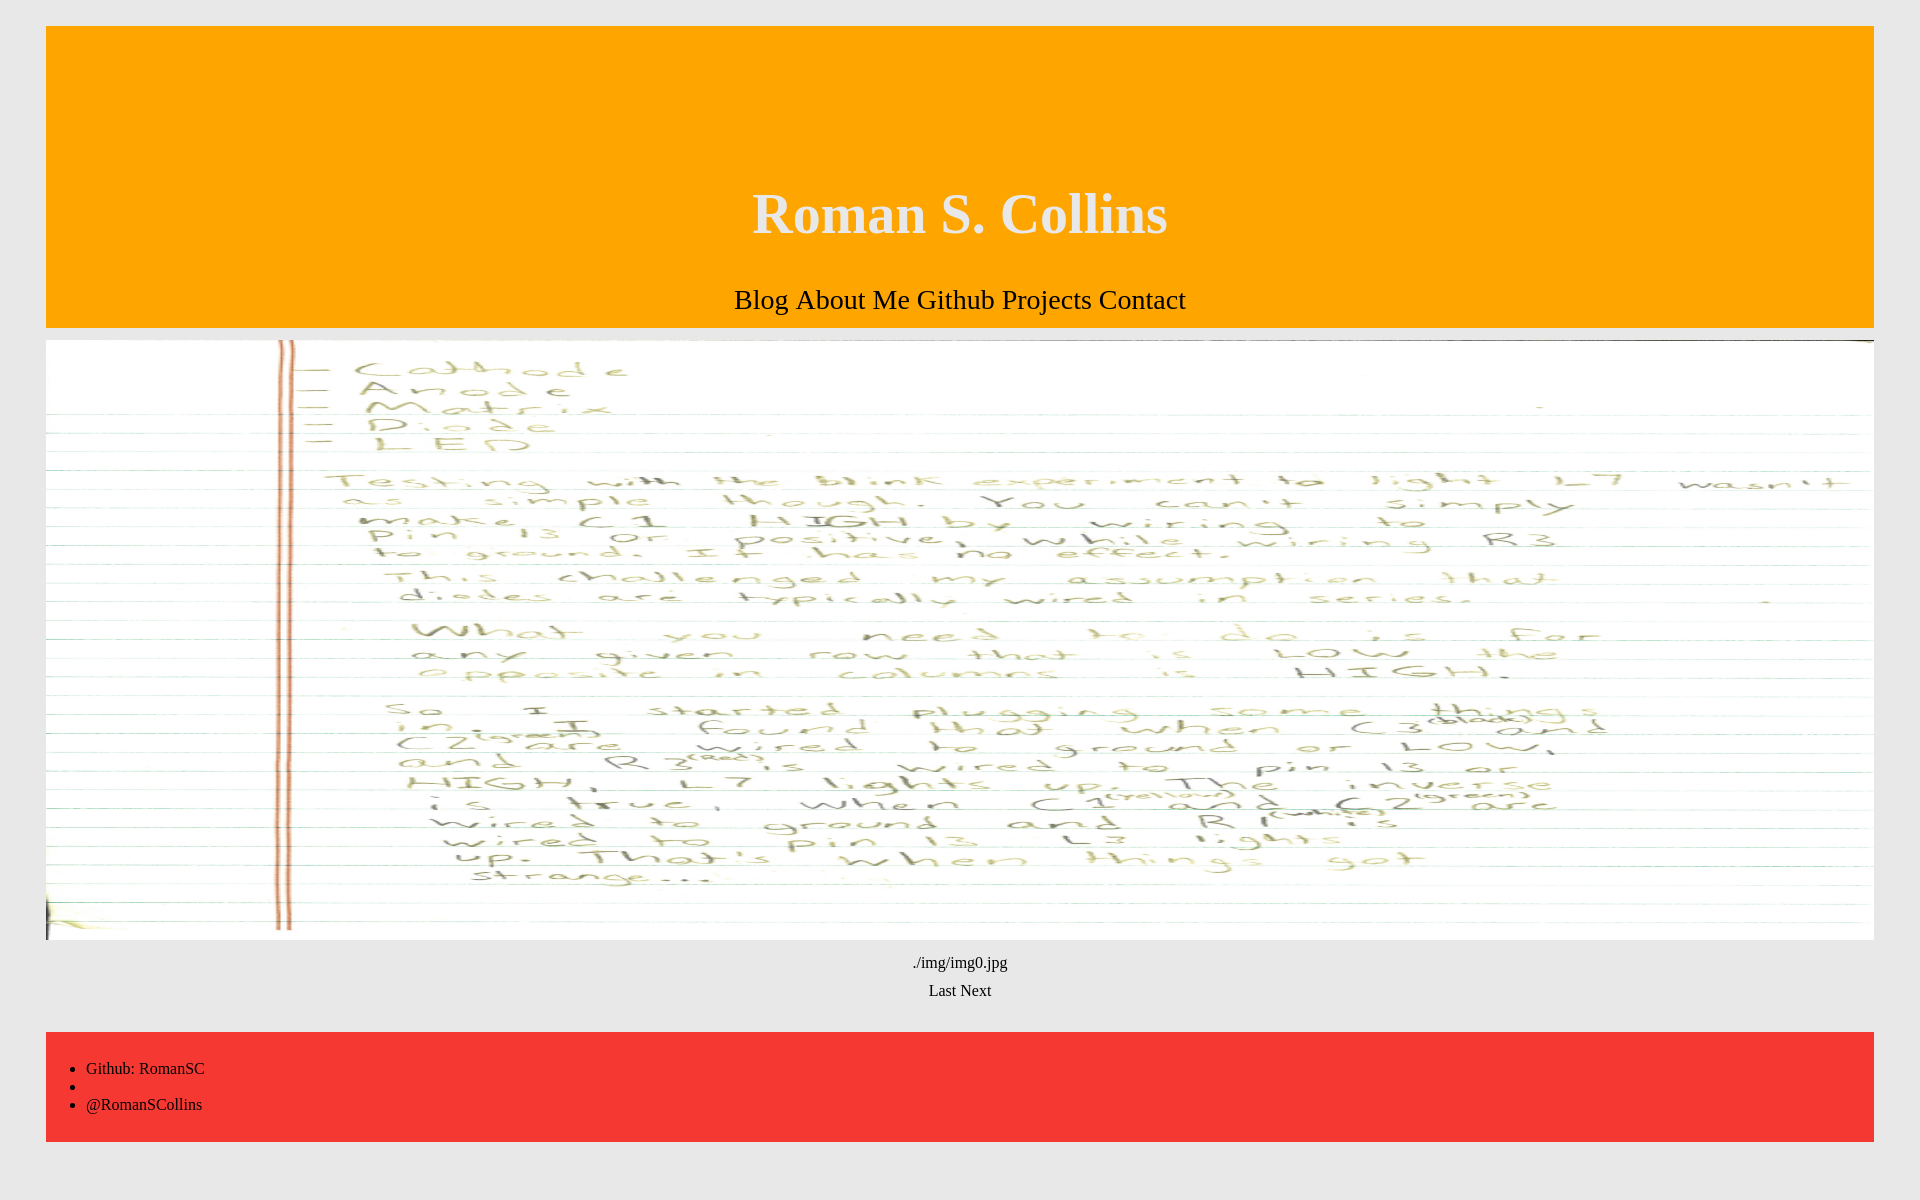 Roman S. Collins
Blog About Me Github Projects Contact
— Cathode
— Anode
— Matrix
— Diode
— LED
Testing with the blink experiment to light L7 wasn't
as simple though. You can't simply
make C1 HIGH by wiring to
Pin 13 or positive, while wiring R3
to ground. It has no effect.
This challenged my assumption that
diodes are typically wired in series.
What you need to do is for
any given row that is LOW the
opposite in columns is HIGH.
So I started plugging some things
in. I found that when C3 (black) and
C2 (green) are wired to ground or LOW,
and R3 (Red) is wired to pin 13 or
HIGH, L7 lights up. The inverse
is true, when C1 (yellow) and C2 (green) are
wired to ground and R1 (white) is
wired to pin 13 L3 lights
up. That's when things got
strange...
./img/img0.jpg
Last Next
Github: RomanSC
@RomanSCollins